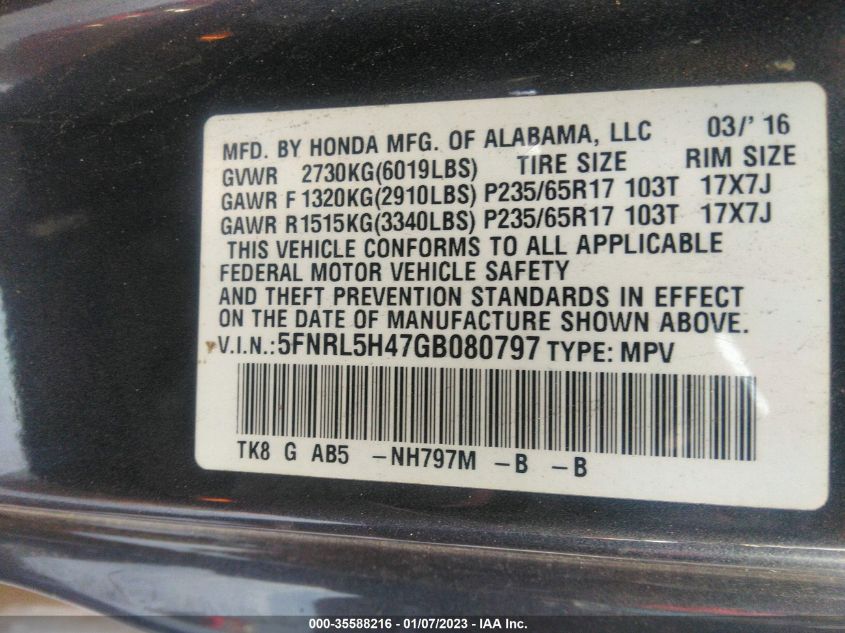 MFD. BY HONDA MFG. OF ALABAMA, LLC 03/' 16
GVWR 2730KG(6019LBS) TIRE SIZE RIM SIZE
GAWR F 1320KG(2910LBS) P235/65R17 103T 17X7J
GAWR R1515KG(3340LBS) P235/65R17 103T 17X7J
THIS VEHICLE CONFORMS TO ALL APPLICABLE
FEDERAL MOTOR VEHICLE SAFETY
AND THEFT PREVENTION STANDARDS IN EFFECT
ON THE DATE OF MANUFACTURE SHOWN ABOVE.
V.I.N.:5FNRL5H47GB080797 TYPE: MPV
TK8 G AB5 -NH797M -B -B
000-35588216 - 01/07/2023 - IAA Inc.